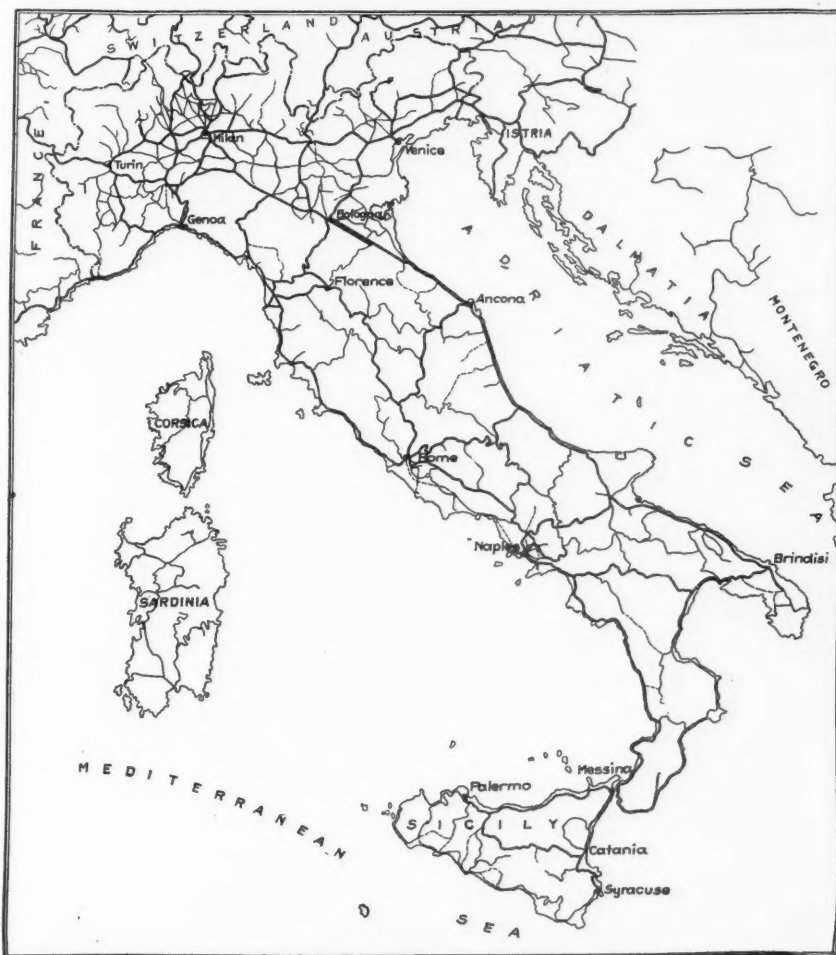 SWITZERLAND
AUSTRIA
FRANCE
Milan
Turin
Venice
ISTRIA
Genoa
Bologna
Florence
Ancona
DALMATIA
MONTENEGRO
ADRIATIC SEA
CORSICA
Rome
Naples
Brindisi
SARDINIA
MEDITERRANEAN
SEA
Messina
Palermo
SICILY
Catania
Syracuse